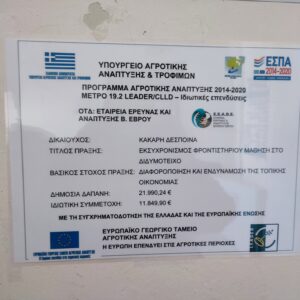 ΥΠΟΥΡΓΕΙΟ ΑΓΡΟΤΙΚΗΣ
ΑΝΑΠΤΥΞΗΣ & ΤΡΟΦΙΜΩΝ
ΕΣΠΑ
2014-2020
ΠΡΟΓΡΑΜΜΑ ΑΓΡΟΤΙΚΗΣ ΑΝΑΠΤΥΞΗΣ 2014-2020
ΜΕΤΡΟ 19.2 LEADER/CLLD – Ιδιωτικές επενδύσεις
ΟΤΔ: ΕΤΑΙΡΕΙΑ ΕΡΕΥΝΑΣ ΚΑΙ
ΑΝΑΠΤΥΞΗΣ Β. ΕΒΡΟΥ
ΔΙΚΑΙΟΥΧΟΣ: ΚΑΚΑΡΗ ΔΕΣΠΟΙΝΑ
ΤΙΤΛΟΣ ΠΡΑΞΗΣ: ΕΚΣΥΧΡΟΝΙΣΜΟΣ ΦΡΟΝΤΙΣΤΗΡΙΟΥ ΜΑΘΗΣΗ ΣΤΟ
ΔΙΔΥΜΟΤΕΙΧΟ
ΒΑΣΙΚΟΣ ΣΤΟΧΟΣ ΠΡΑΞΗΣ: ΔΙΑΦΟΡΟΠΟΙΗΣΗ ΚΑΙ ΕΝΔΥΝΑΜΩΣΗ ΤΗΣ ΤΟΠΙΚΗΣ
ΟΙΚΟΝΟΜΙΑΣ
ΔΗΜΟΣΙΑ ΔΑΠΑΝΗ: 21.990,24 €
ΙΔΙΩΤΙΚΗ ΣΥΜΜΕΤΟΧΗ: 11.849,90 €
ΜΕ ΤΗ ΣΥΓΧΡΗΜΑΤΟΔΟΤΗΣΗ ΤΗΣ ΕΛΛΑΔΑΣ ΚΑΙ ΤΗΣ ΕΥΡΩΠΑΪΚΗΣ ΕΝΩΣΗΣ
ΕΥΡΩΠΑΪΚΟ ΓΕΩΡΓΙΚΟ ΤΑΜΕΙΟ
ΑΓΡΟΤΙΚΗΣ ΑΝΑΠΤΥΞΗΣ
Η ΕΥΡΩΠΗ ΕΠΕΝΔΥΕΙ ΣΤΙΣ ΑΓΡΟΤΙΚΕΣ ΠΕΡΙΟΧΕΣ